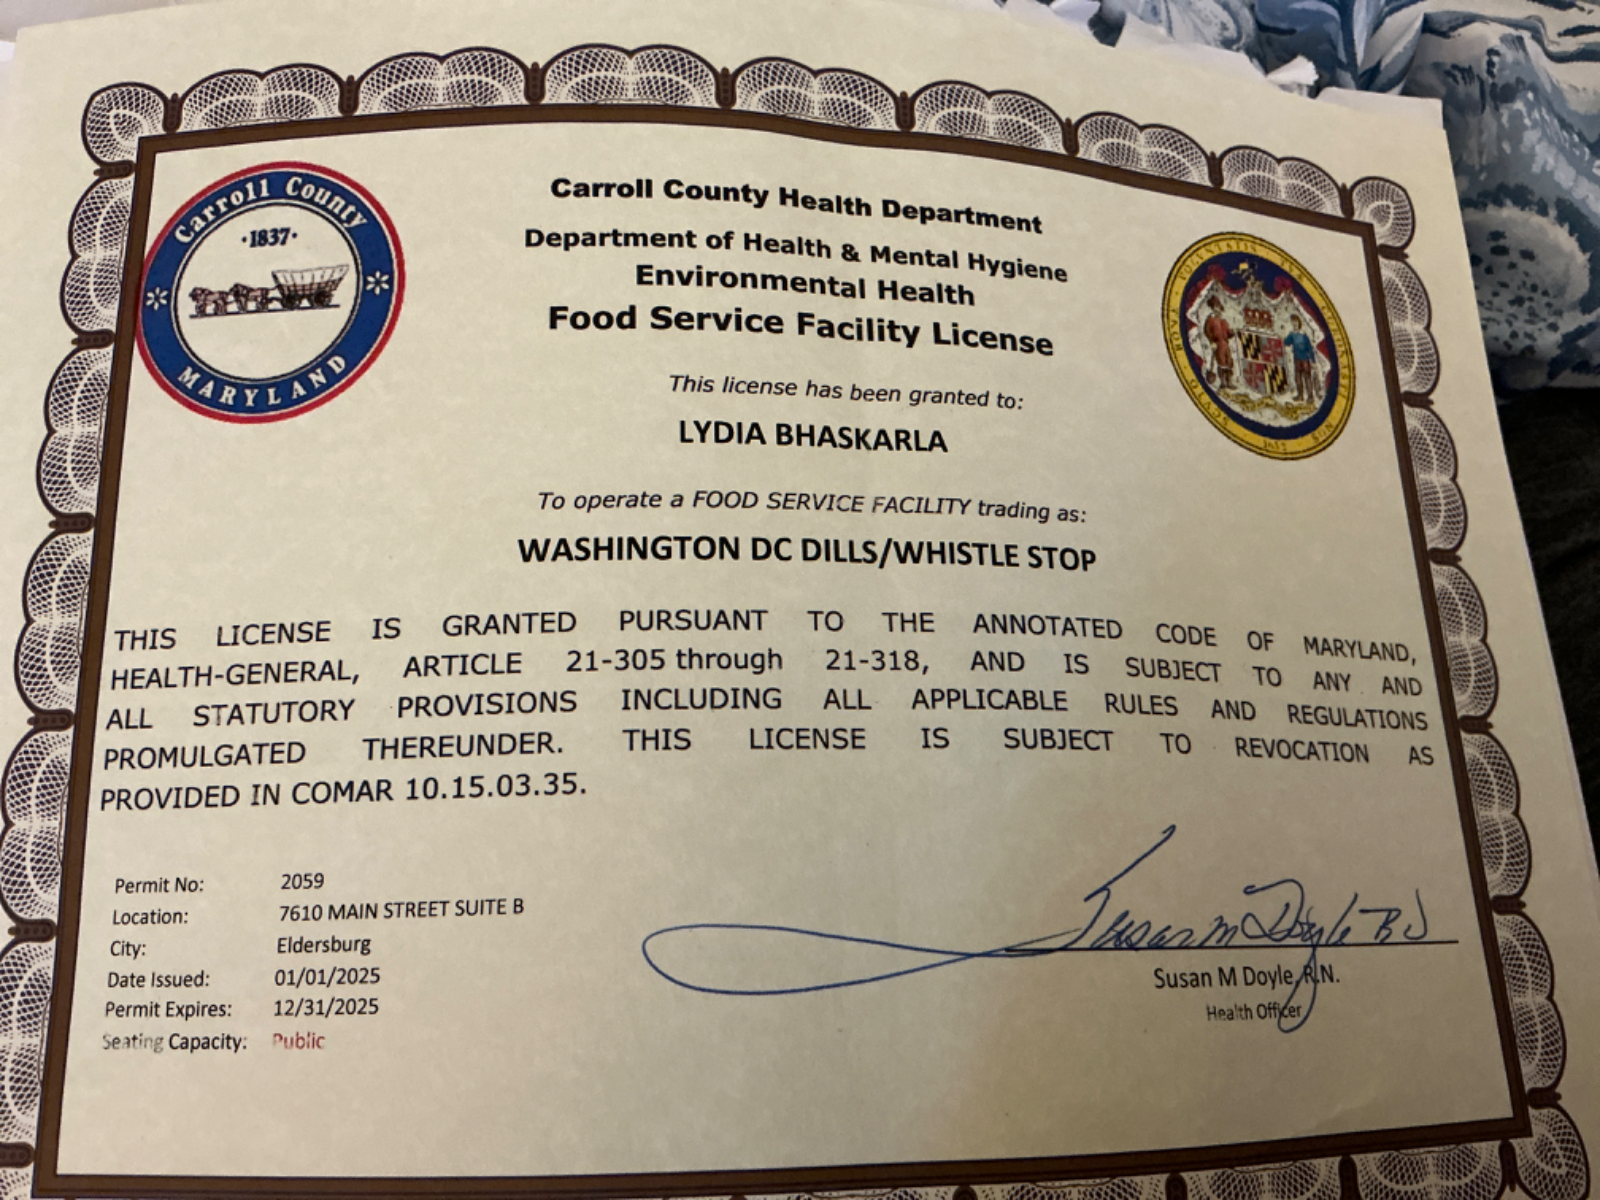 Carroll County
·1837·
MARYLAND
Carroll County Health Department
Department of Health & Mental Hygiene
Environmental Health
Food Service Facility License
This license has been granted to:
LYDIA BHASKARLA
To operate a FOOD SERVICE FACILITY trading as:
WASHINGTON DC DILLS/WHISTLE STOP
THIS LICENSE IS GRANTED PURSUANT TO THE ANNOTATED CODE OF MARYLAND,
HEALTH-GENERAL, ARTICLE 21-305 through 21-318, AND IS SUBJECT TO ANY AND
ALL STATUTORY PROVISIONS INCLUDING ALL APPLICABLE RULES AND REGULATIONS
PROMULGATED THEREUNDER. THIS LICENSE IS SUBJECT TO REVOCATION AS
PROVIDED IN COMAR 10.15.03.35.
Permit No: 2059
Location: 7610 MAIN STREET SUITE B
City: Eldersburg
Date Issued: 01/01/2025
Permit Expires: 12/31/2025
Seating Capacity: Public
Susan M Doyle RN
Susan M Doyle, R.N.
Health Officer